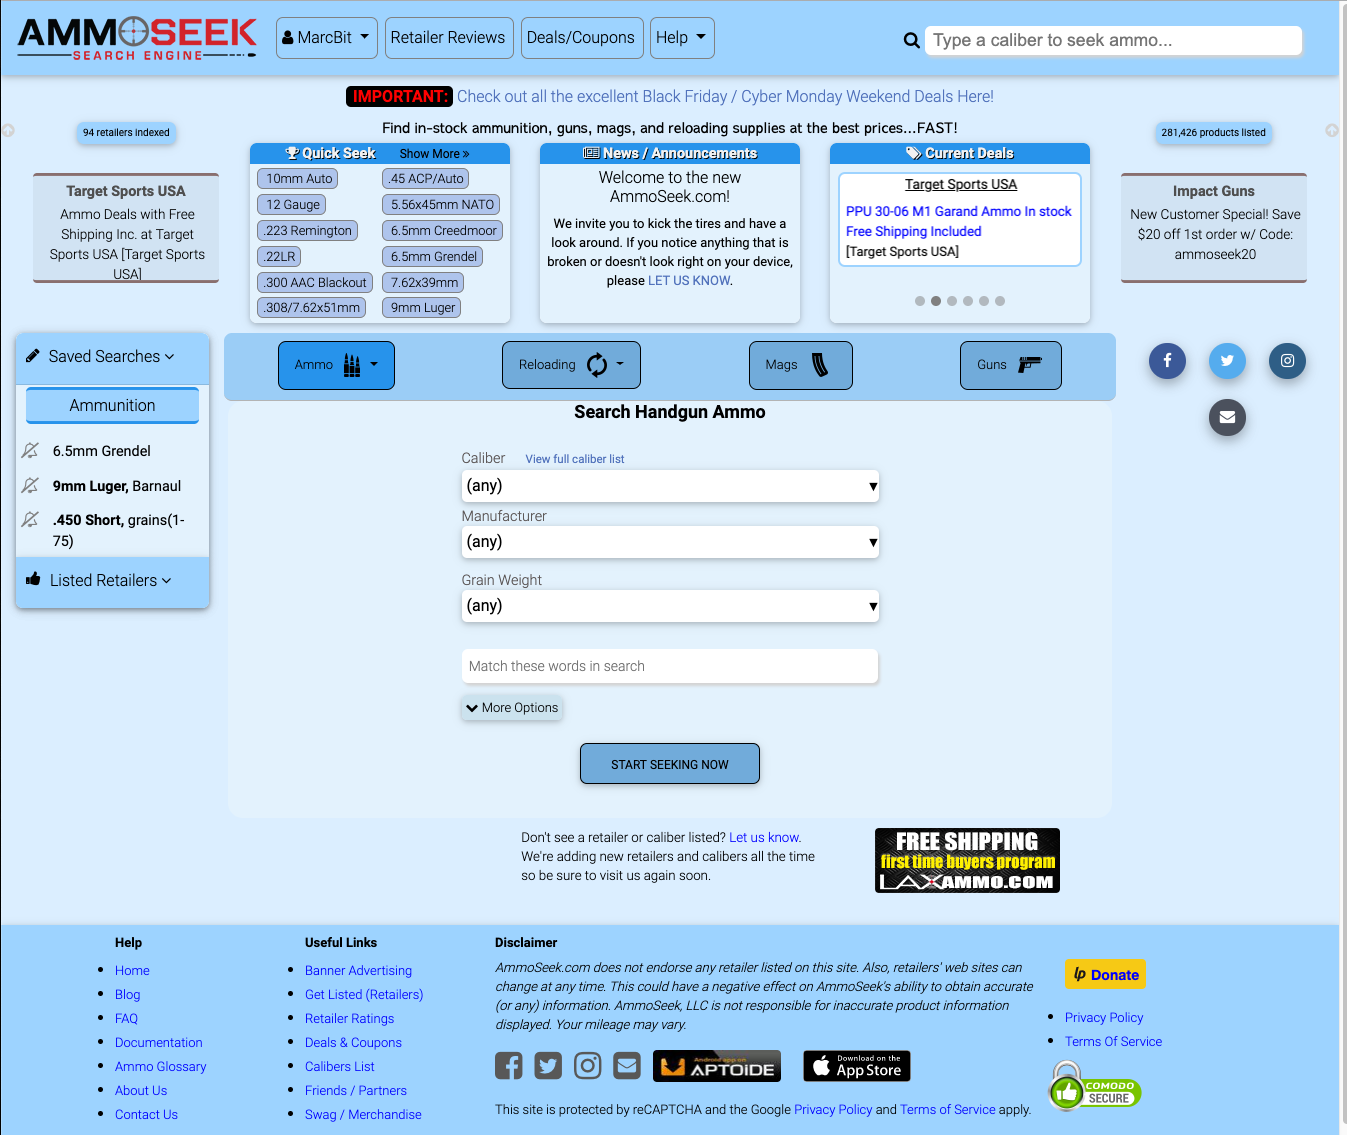 AMMOSEEK
SEARCH ENGINE
MarcBit
Retailer Reviews
Deals/Coupons
Help
Type a caliber to seek ammo...
IMPORTANT: Check out all the excellent Black Friday / Cyber Monday Weekend Deals Here!
94 retailers indexed
Find in-stock ammunition, guns, mags, and reloading supplies at the best prices...FAST!
281,426 products listed
Target Sports USA
Ammo Deals with Free
Shipping Inc. at Target
Sports USA [Target Sports
USA]
Quick Seek Show More »
10mm Auto
.45 ACP/Auto
12 Gauge
5.56x45mm NATO
.223 Remington
6.5mm Creedmoor
.22LR
6.5mm Grendel
.300 AAC Blackout
7.62x39mm
.308/7.62x51mm
9mm Luger
News / Announcements
Welcome to the new
AmmoSeek.com!
We invite you to kick the tires and have a
look around. If you notice anything that is
broken or doesn't look right on your device,
please LET US KNOW.
Current Deals
Target Sports USA
PPU 30-06 M1 Garand Ammo In stock
Free Shipping Included
[Target Sports USA]
Impact Guns
New Customer Special! Save
$20 off 1st order w/ Code:
ammoseek20
Saved Searches
Ammunition
6.5mm Grendel
9mm Luger, Barnaul
.450 Short, grains(1-
75)
Listed Retailers
Ammo
Reloading
Mags
Guns
Search Handgun Ammo
Caliber View full caliber list
(any)
Manufacturer
(any)
Grain Weight
(any)
Match these words in search
More Options
START SEEKING NOW
Don't see a retailer or caliber listed? Let us know.
We're adding new retailers and calibers all the time
so be sure to visit us again soon.
FREE SHIPPING
first time buyers program
LAXAMMO.COM
Help
Home
Blog
FAQ
Documentation
Ammo Glossary
About Us
Contact Us
Useful Links
Banner Advertising
Get Listed (Retailers)
Retailer Ratings
Deals & Coupons
Calibers List
Friends / Partners
Swag / Merchandise
Disclaimer
AmmoSeek.com does not endorse any retailer listed on this site. Also, retailers' web sites can
change at any time. This could have a negative effect on AmmoSeek's ability to obtain accurate
(or any) information. AmmoSeek, LLC is not responsible for inaccurate product information
displayed. Your mileage may vary.
Android app on
APTOIDE
Download on the
App Store
This site is protected by reCAPTCHA and the Google Privacy Policy and Terms of Service apply.
lp Donate
Privacy Policy
Terms Of Service
COMODO
SECURE